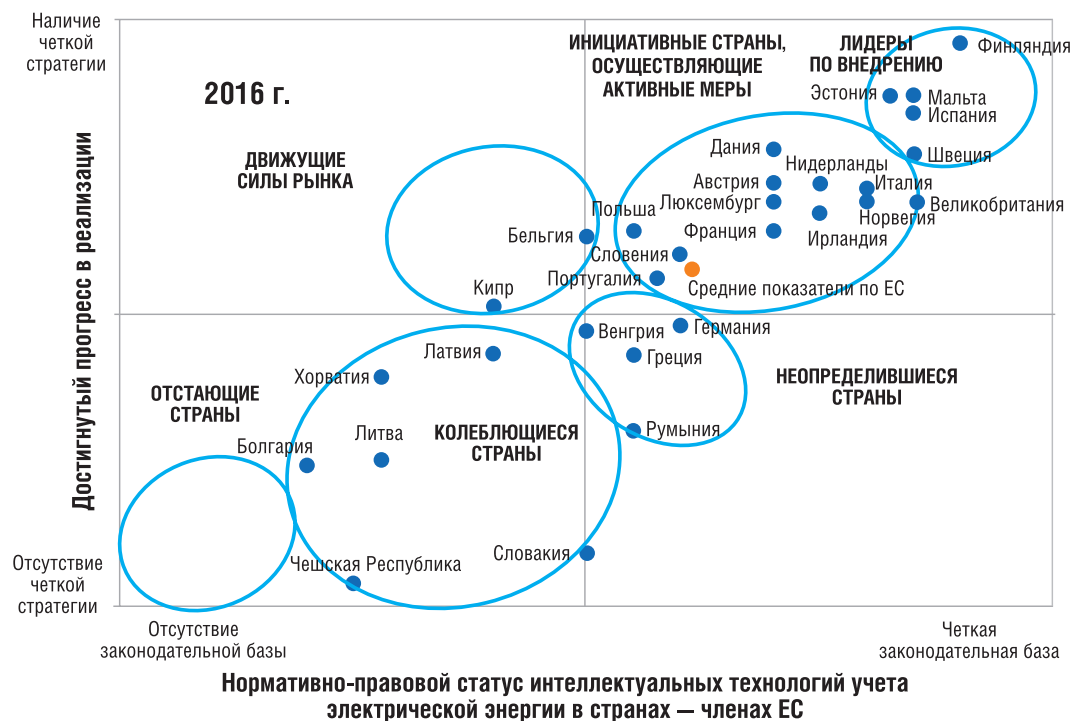 Наличие
четкой
стратегии
2016 г.
ИНИЦИАТИВНЫЕ СТРАНЫ,
ОСУЩЕСТВЛЯЮЩИЕ
АКТИВНЫЕ МЕРЫ
ЛИДЕРЫ
ПО ВНЕДРЕНИЮ
Финляндия
Эстония
Мальта
Испания
Швеция
ДВИЖУЩИЕ
СИЛЫ РЫНКА
Дания
Нидерланды
Австрия
Италия
Люксембург
Норвегия
Великобритания
Польша
Франция
Ирландия
Бельгия
Словения
Португалия
Средние показатели по ЕС
Кипр
Германия
Венгрия
Латвия
Греция
Хорватия
НЕОПРЕДЕЛИВШИЕСЯ
СТРАНЫ
ОТСТАЮЩИЕ
СТРАНЫ
Болгария
Литва
КОЛЕБЛЮЩИЕСЯ
СТРАНЫ
Румыния
Словакия
Чешская Республика
Достигнутый прогресс в реализации
Отсутствие
четкой
стратегии
Отсутствие
законодательной базы
Четкая
законодательная база
Нормативно-правовой статус интеллектуальных технологий учета
электрической энергии в странах — членах ЕС